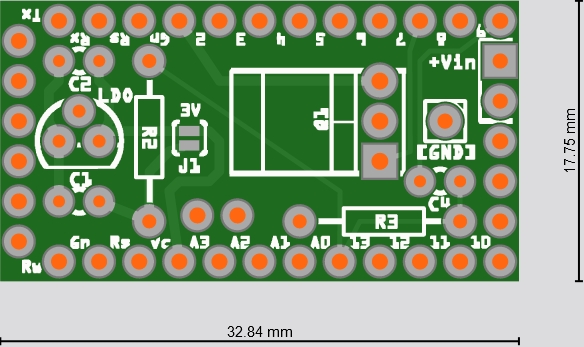 Tx Rx Rs Gn 2 3 4 5 6 7 8 9
+Vin
C2
LDO
3V
R2
J1
Q1
[GND]
C1
C4
R3
Gn Rs Vc A3 A2 A1 A0 13 12 11 10
Rw
17.75 mm
32.84 mm